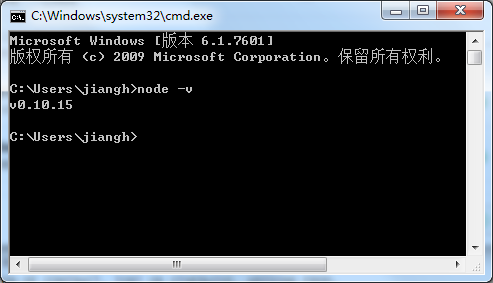 C:\Windows\system32\cmd.exe
Microsoft Windows [版本 6.1.7601]
版权所有 (c) 2009 Microsoft Corporation。保留所有权利。
C:\Users\jiangh>node -v
v0.10.15
C:\Users\jiangh>